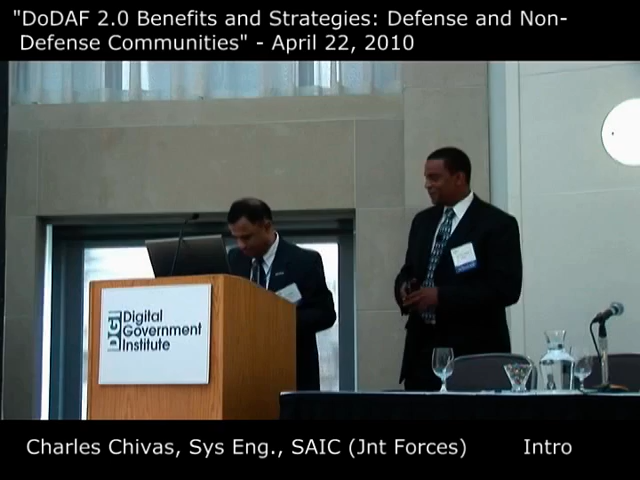 "DoDAF 2.0 Benefits and Strategies: Defense and Non-
Defense Communities" - April 22, 2010
DGI
Digital
Government
Institute
Charles Chivas, Sys Eng., SAIC (Jnt Forces) Intro